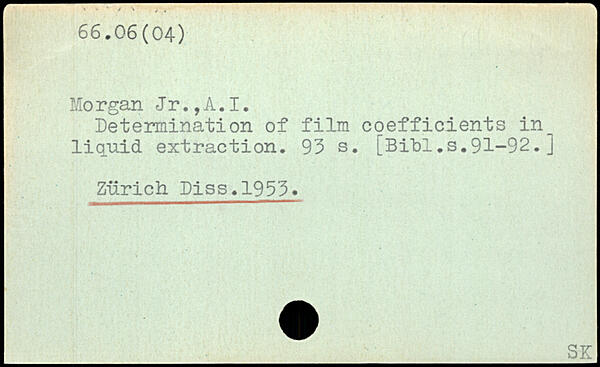 66.06(04)
Morgan Jr.,A.I.
Determination of film coefficients in
liquid extraction. 93 s. [Bibl.s.91-92.]
Zürich Diss.1953.
SK